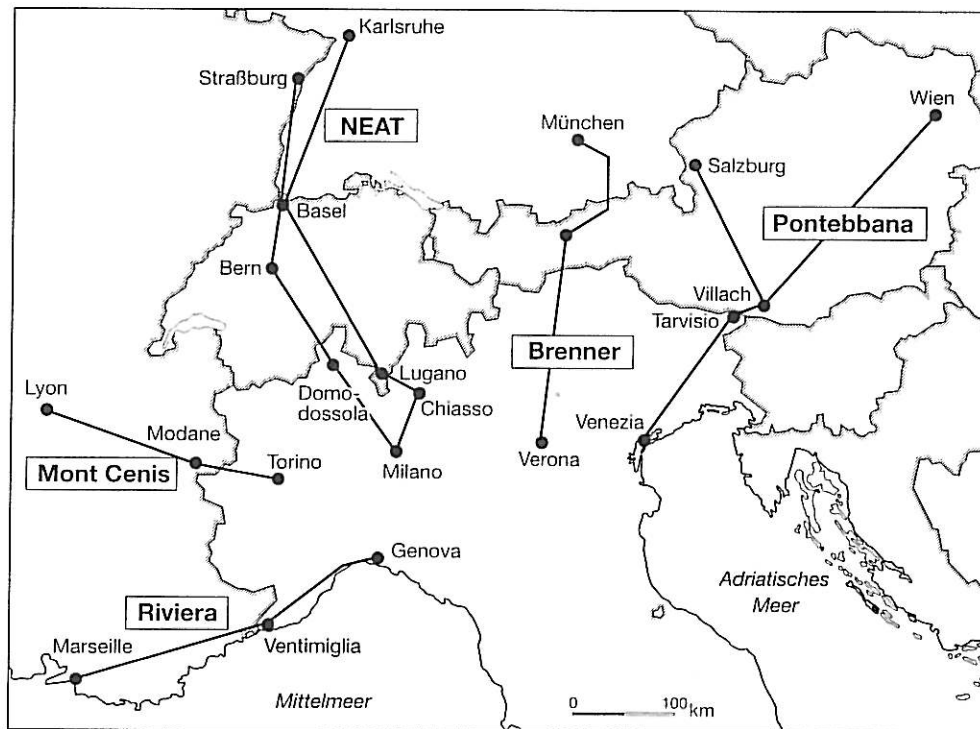 Karlsruhe
Straßburg
NEAT
München
Wien
Salzburg
Basel
Pontebbana
Bern
Villach
Tarvisio
Brenner
Lugano
Domo-
dossola
Chiasso
Lyon
Modane
Venezia
Mont Cenis
Torino
Milano
Verona
Genova
Adriatisches
Meer
Riviera
Marseille
Ventimiglia
Mittelmeer
0 100
km